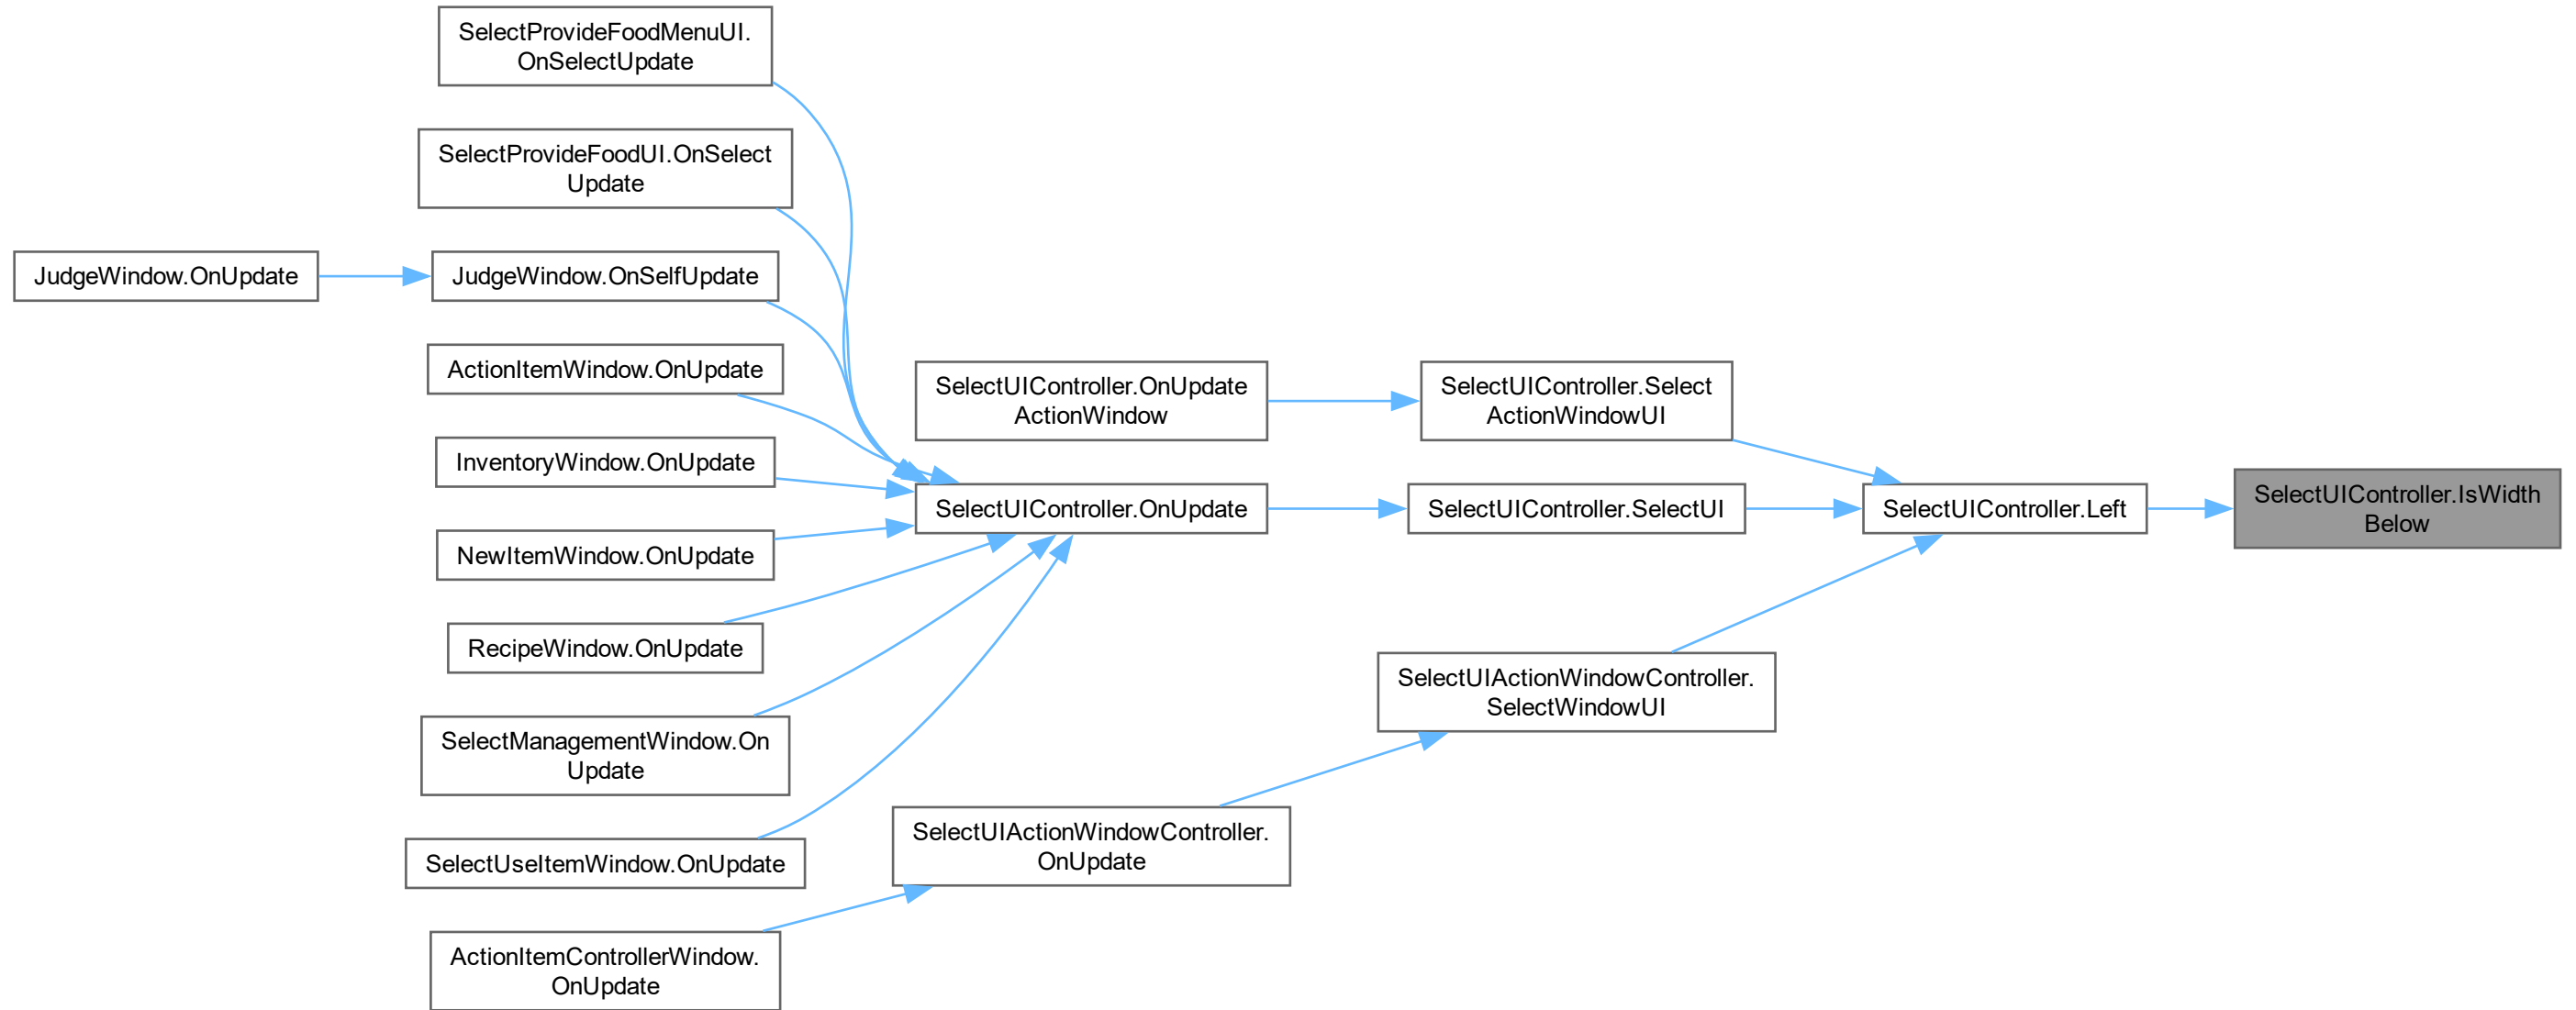 SelectProvideFoodMenuUI.
OnSelectUpdate
SelectProvideFoodUI.OnSelect
Update
JudgeWindow.OnUpdate
JudgeWindow.OnSelfUpdate
ActionItemWindow.OnUpdate
InventoryWindow.OnUpdate
NewItemWindow.OnUpdate
RecipeWindow.OnUpdate
SelectManagementWindow.On
Update
SelectUseItemWindow.OnUpdate
ActionItemControllerWindow.
OnUpdate
SelectUIController.OnUpdate
ActionWindow
SelectUIController.OnUpdate
SelectUIActionWindowController.
OnUpdate
SelectUIController.Select
ActionWindowUI
SelectUIController.SelectUI
SelectUIActionWindowController.
SelectWindowUI
SelectUIController.Left
SelectUIController.IsWidth
Below